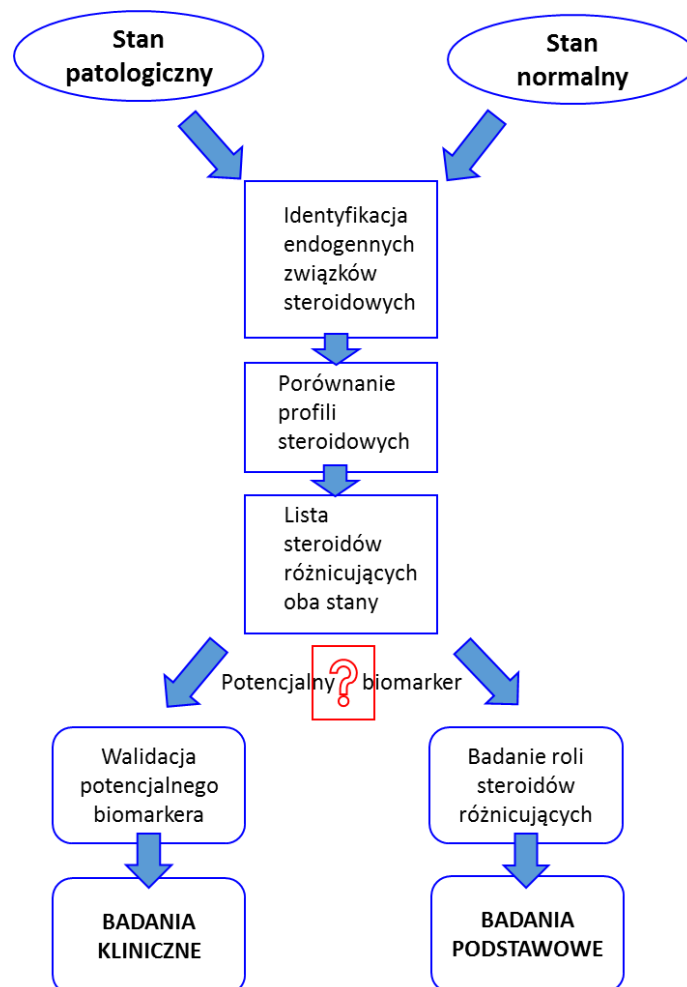 Stan
patologiczny
Stan
normalny
Identyfikacja
endogennych
związków
steroidowych
Porównanie
profili
steroidowych
Lista
steroidów
różnicujących
oba stany
Potencjalny ? biomarker
Walidacja
potencjalnego
biomarkera
Badanie roli
steroidów
różnicujących
BADANIA
KLINICZNE
BADANIA
PODSTAWOWE